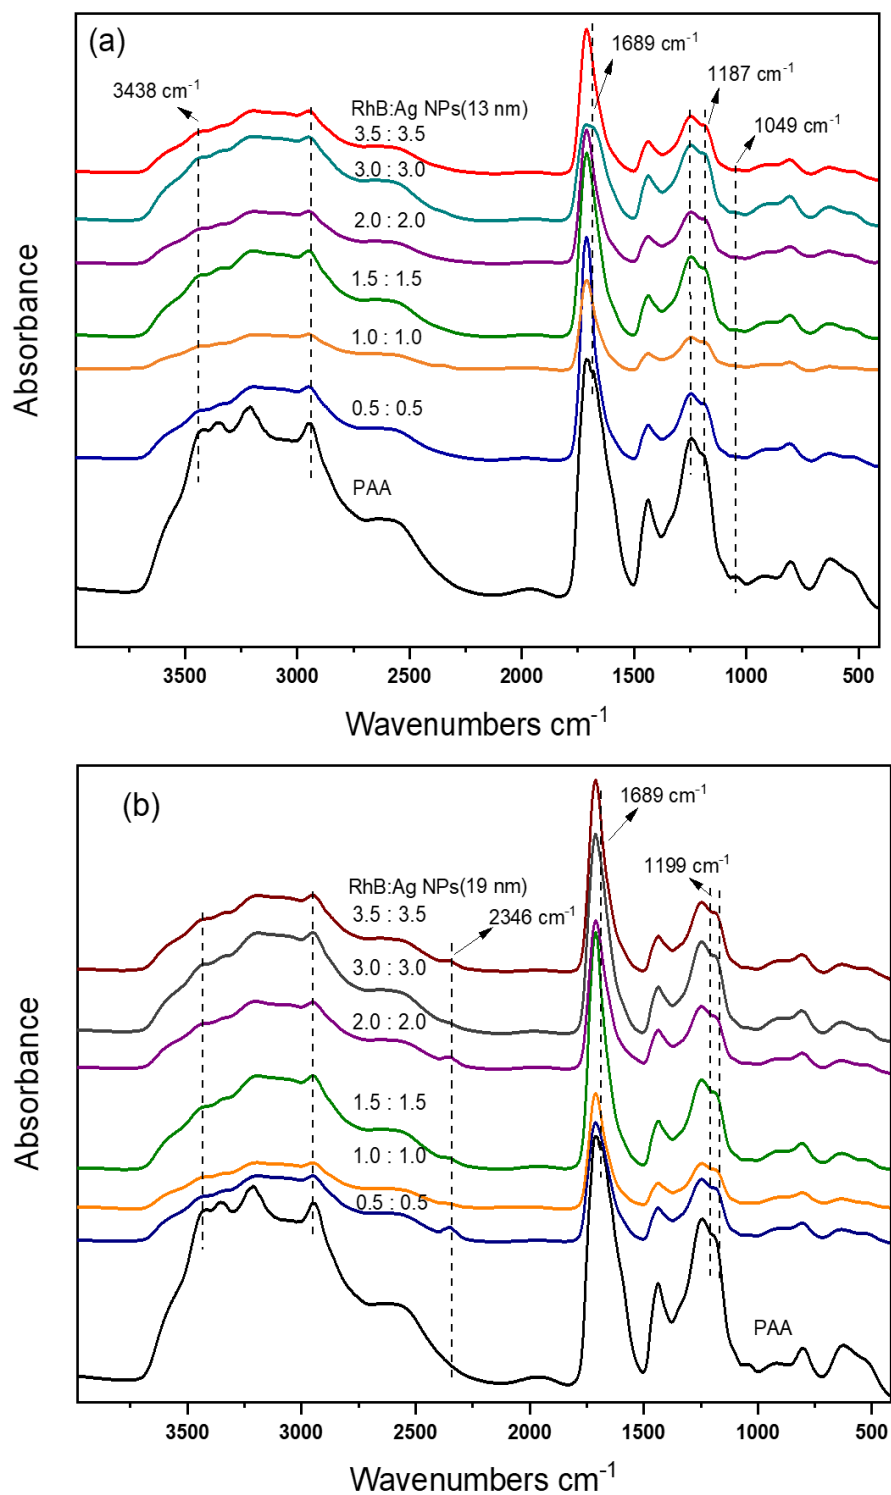 (a)
1689 cm⁻¹
1187 cm⁻¹
3438 cm⁻¹
RhB:Ag NPs(13 nm)
1049 cm⁻¹
3.5 : 3.5
3.0 : 3.0
2.0 : 2.0
1.5 : 1.5
1.0 : 1.0
0.5 : 0.5
PAA
Absorbance
3500 3000 2500 2000 1500 1000 500
Wavenumbers cm⁻¹
(b)
1689 cm⁻¹
1199 cm⁻¹
RhB:Ag NPs(19 nm)
3.5 : 3.5
2346 cm⁻¹
3.0 : 3.0
2.0 : 2.0
1.5 : 1.5
1.0 : 1.0
0.5 : 0.5
PAA
Absorbance
3500 3000 2500 2000 1500 1000 500
Wavenumbers cm⁻¹